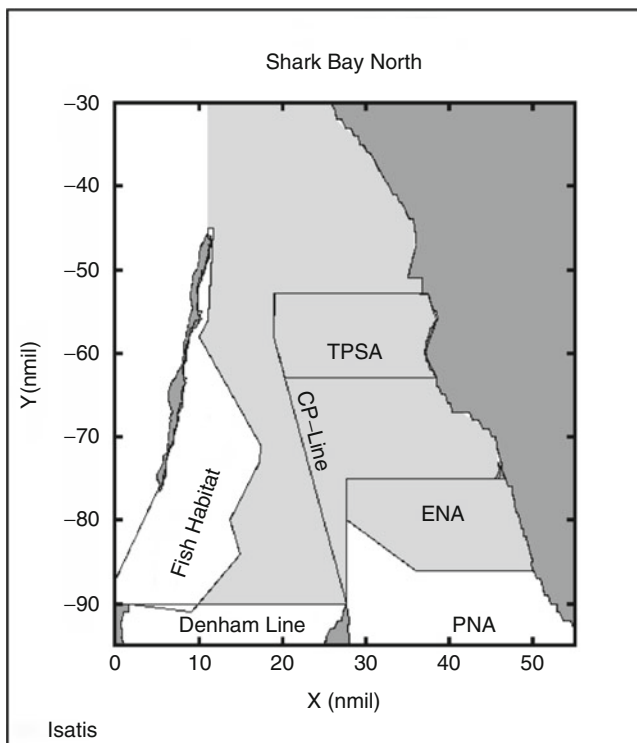 Shark Bay North
−30
−40
−50
−60
−70
−80
−90
Y(nmil)
TPSA
CP−Line
Fish Habitat
ENA
Denham Line
PNA
0 10 20 30 40 50
X (nmil)
Isatis